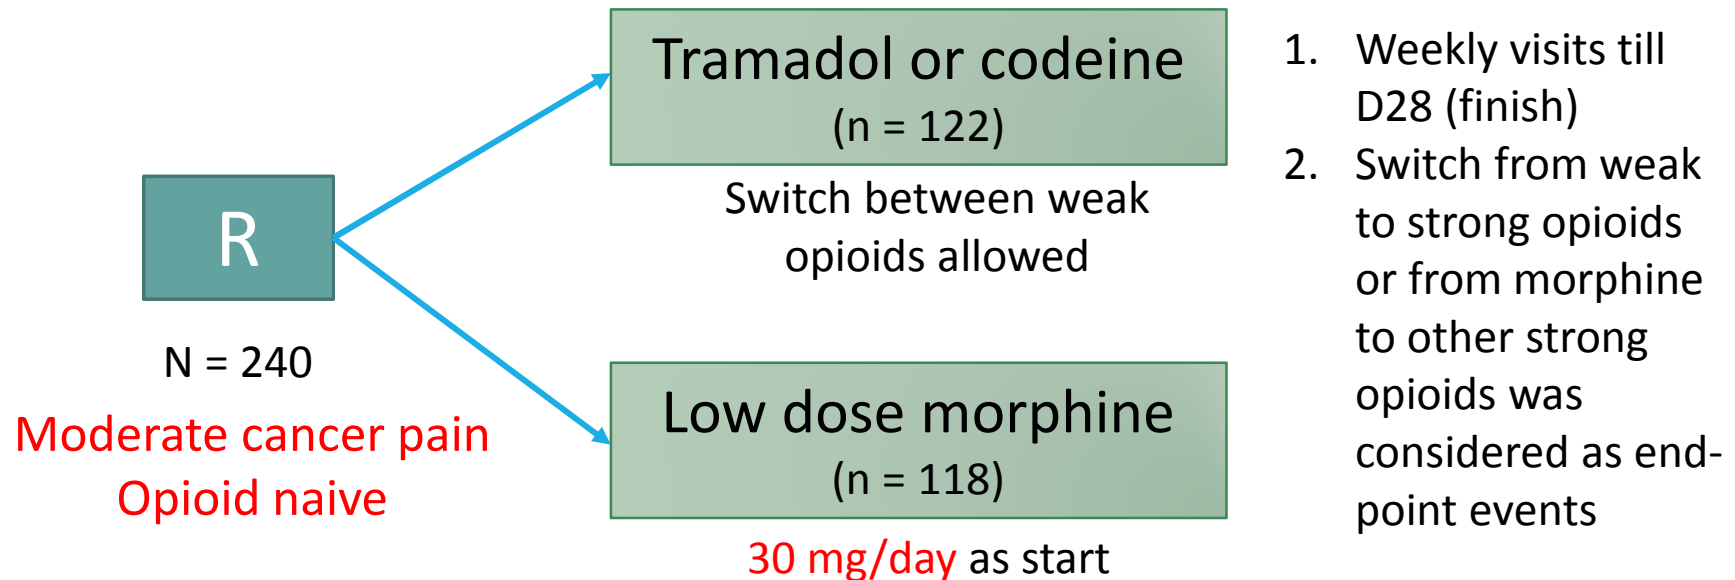 R
N = 240
Moderate cancer pain
Opioid naive
Tramadol or codeine
(n = 122)
Switch between weak
opioids allowed
Low dose morphine
(n = 118)
30 mg/day as start
1. Weekly visits till
D28 (finish)
2. Switch from weak
to strong opioids
or from morphine
to other strong
opioids was
considered as end-
point events